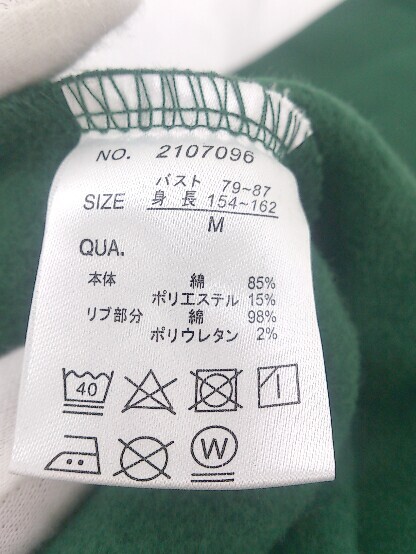 NO. 2107096
バスト 79~87
SIZE 身長 154~162
M
QUA.
本体 綿 85%
ポリエステル 15%
リブ部分 綿 98%
ポリウレタン 2%
40
W